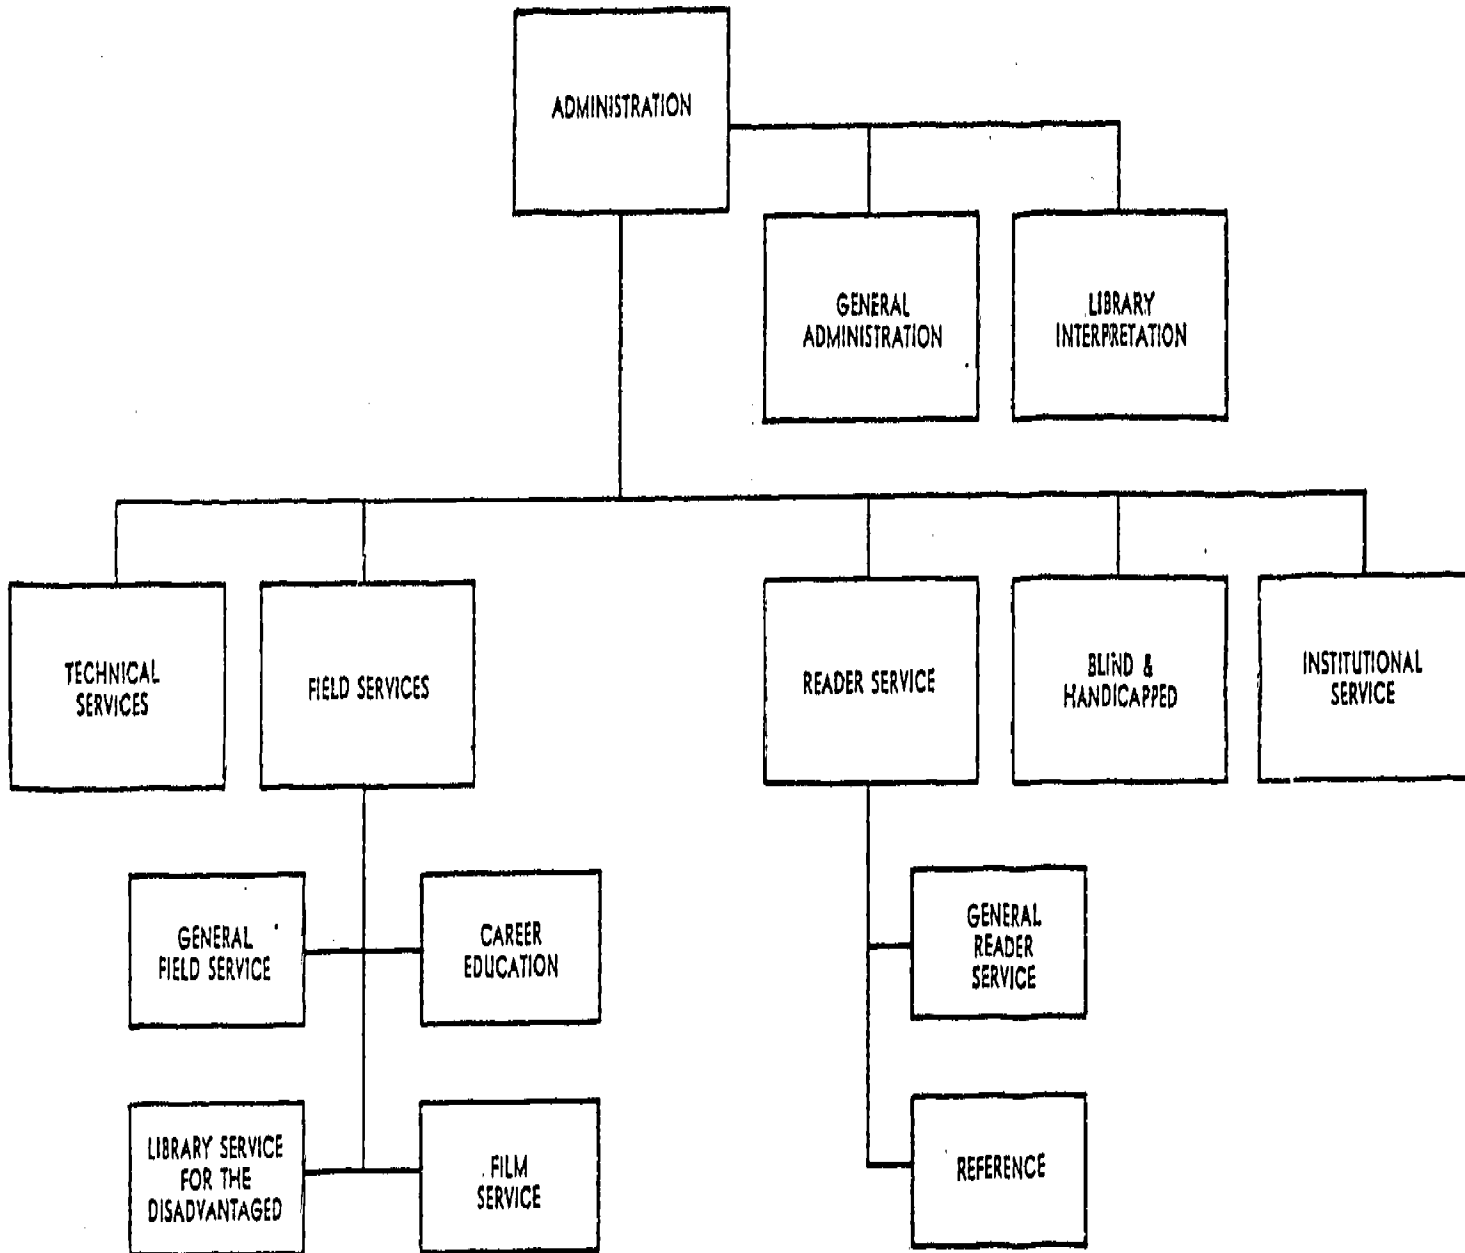 ADMINISTRATION
GENERAL
ADMINISTRATION
LIBRARY
INTERPRETATION
TECHNICAL
SERVICES
FIELD SERVICES
READER SERVICE
BLIND &
HANDICAPPED
INSTITUTIONAL
SERVICE
GENERAL
FIELD SERVICE
CAREER
EDUCATION
GENERAL
READER
SERVICE
LIBRARY SERVICE
FOR THE
DISADVANTAGED
FILM
SERVICE
REFERENCE